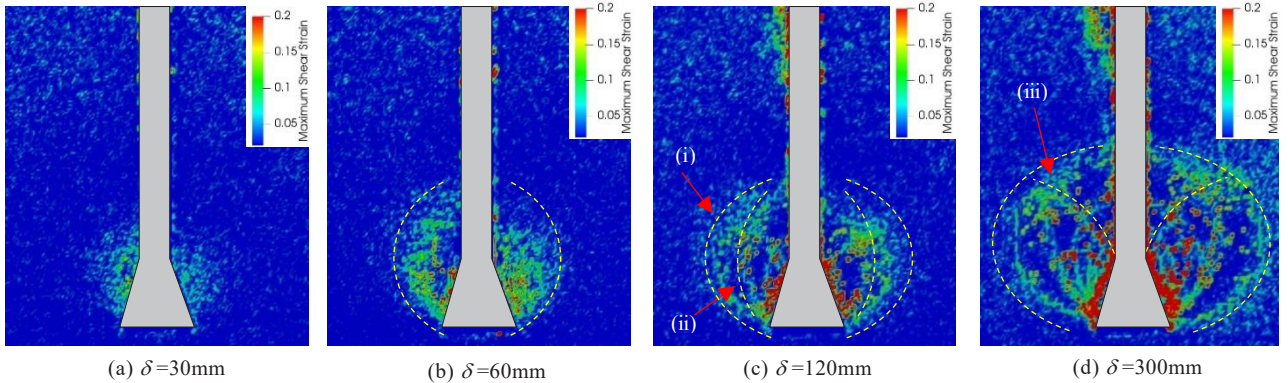 0.2
0.15
0.1
0.05
Maximum Shear Strain
0.2
0.15
0.1
0.05
Maximum Shear Strain
0.2
0.15
0.1
0.05
Maximum Shear Strain
0.2
0.15
0.1
0.05
Maximum Shear Strain
(i)
(ii)
(iii)
(a) δ=30mm
(b) δ=60mm
(c) δ=120mm
(d) δ=300mm